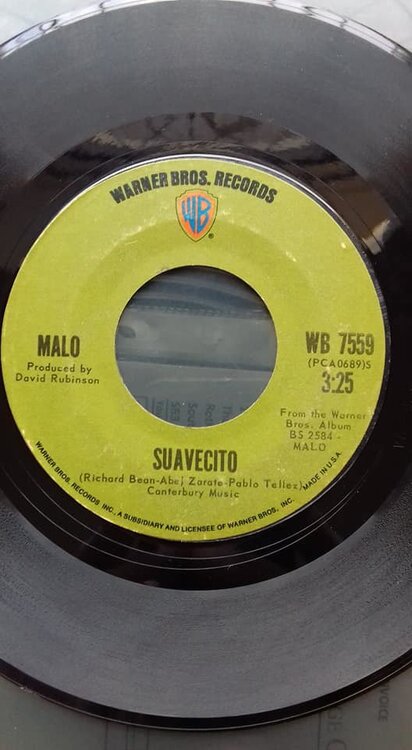 WARNER BROS. RECORDS
WB
®
MALO
Produced by
David Rubinson
WB 7559
(PCA0689)S
3:25
From the Warner
Bros. Album
BS 2584 -
MALO
SUAVECITO
(Richard Bean-Abel Zarate-Pablo Tellez)
Canterbury Music
WARNER BROS. RECORDS INC., A SUBSIDIARY AND LICENSEE OF WARNER BROS. INC. MADE IN U.S.A.
VOICE